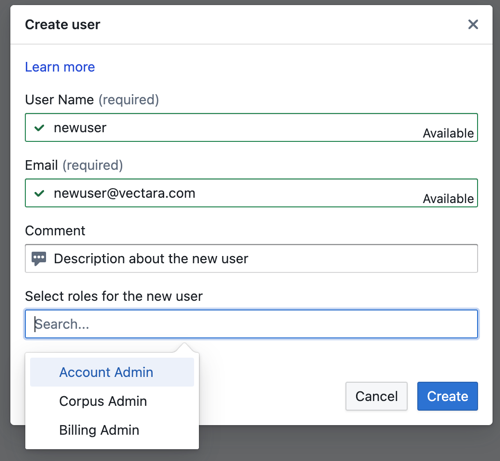 Create user
Learn more
User Name (required)
newuser
Available
Email (required)
newuser@vectara.com
Available
Comment
Description about the new user
Select roles for the new user
Search...
Account Admin
Corpus Admin
Billing Admin
Cancel Create